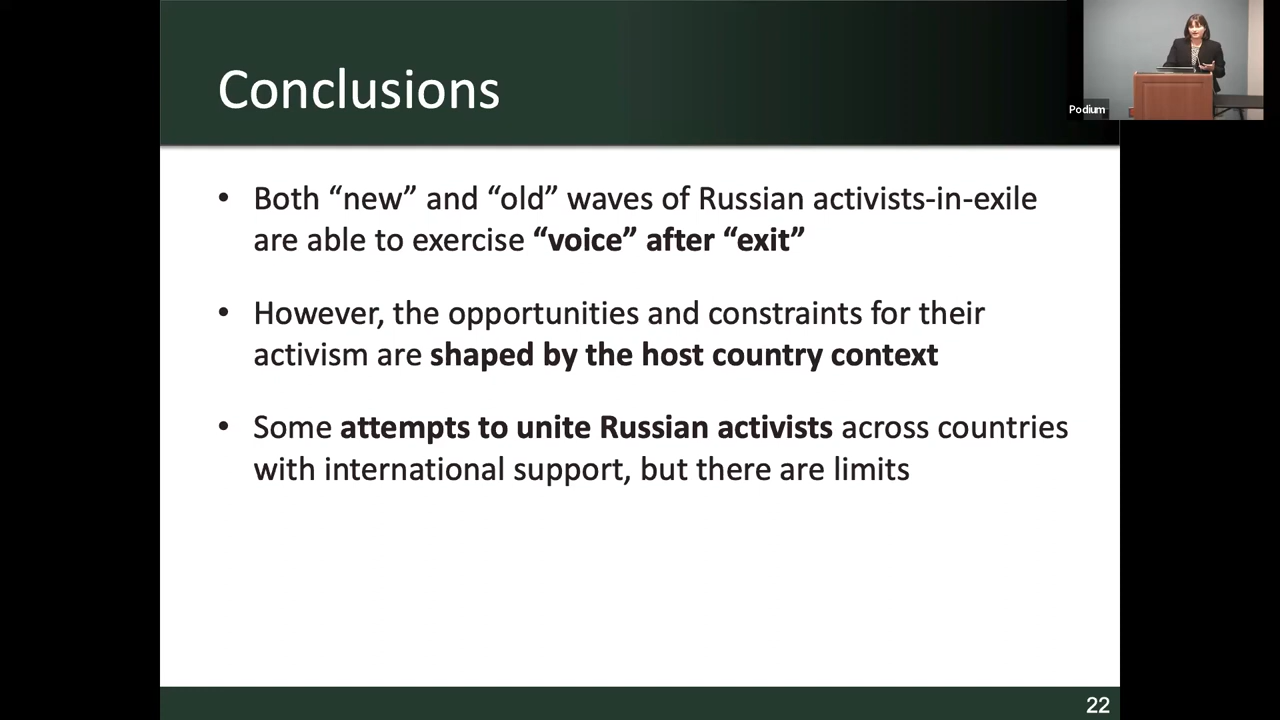 Conclusions
Podium
• Both “new” and “old” waves of Russian activists-in-exile
are able to exercise “voice” after “exit”
• However, the opportunities and constraints for their
activism are shaped by the host country context
• Some attempts to unite Russian activists across countries
with international support, but there are limits
22